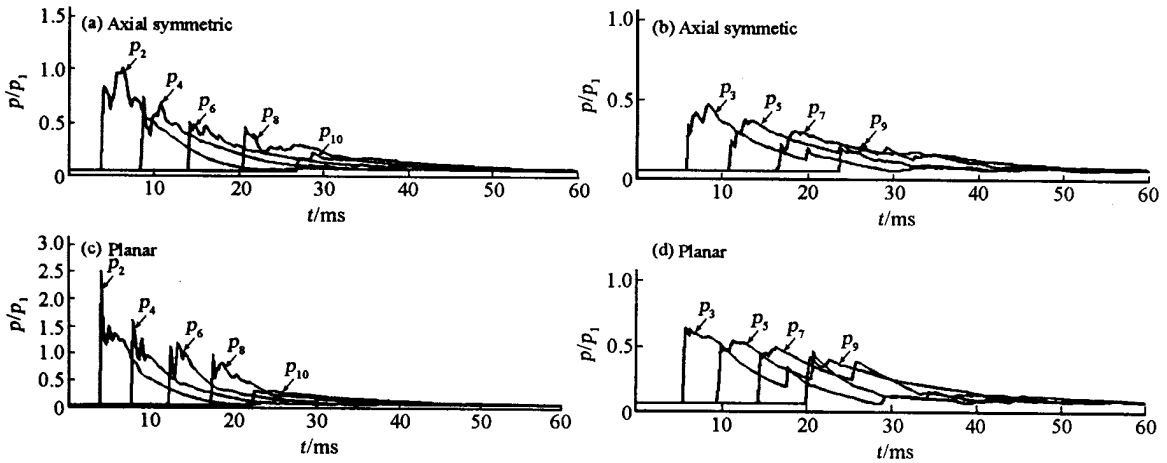 (a) Axial symmetric
p/p₁
1.5
1.0
0.5
0
p₂
p₄
p₆
p₈
p₁₀
10 20 30 40 50 60
t/ms
(b) Axial symmetic
p/p₁
1.0
0.5
0
p₃
p₅
p₇
p₉
10 20 30 40 50 60
t/ms
(c) Planar
p/p₁
3.0
2.5
2.0
1.5
1.0
0.5
0
p₂
p₄
p₆
p₈
p₁₀
10 20 30 40 50 60
t/ms
(d) Planar
p/p₁
1.0
0.5
0
p₃
p₅
p₇
p₉
10 20 30 40 50 60
t/ms